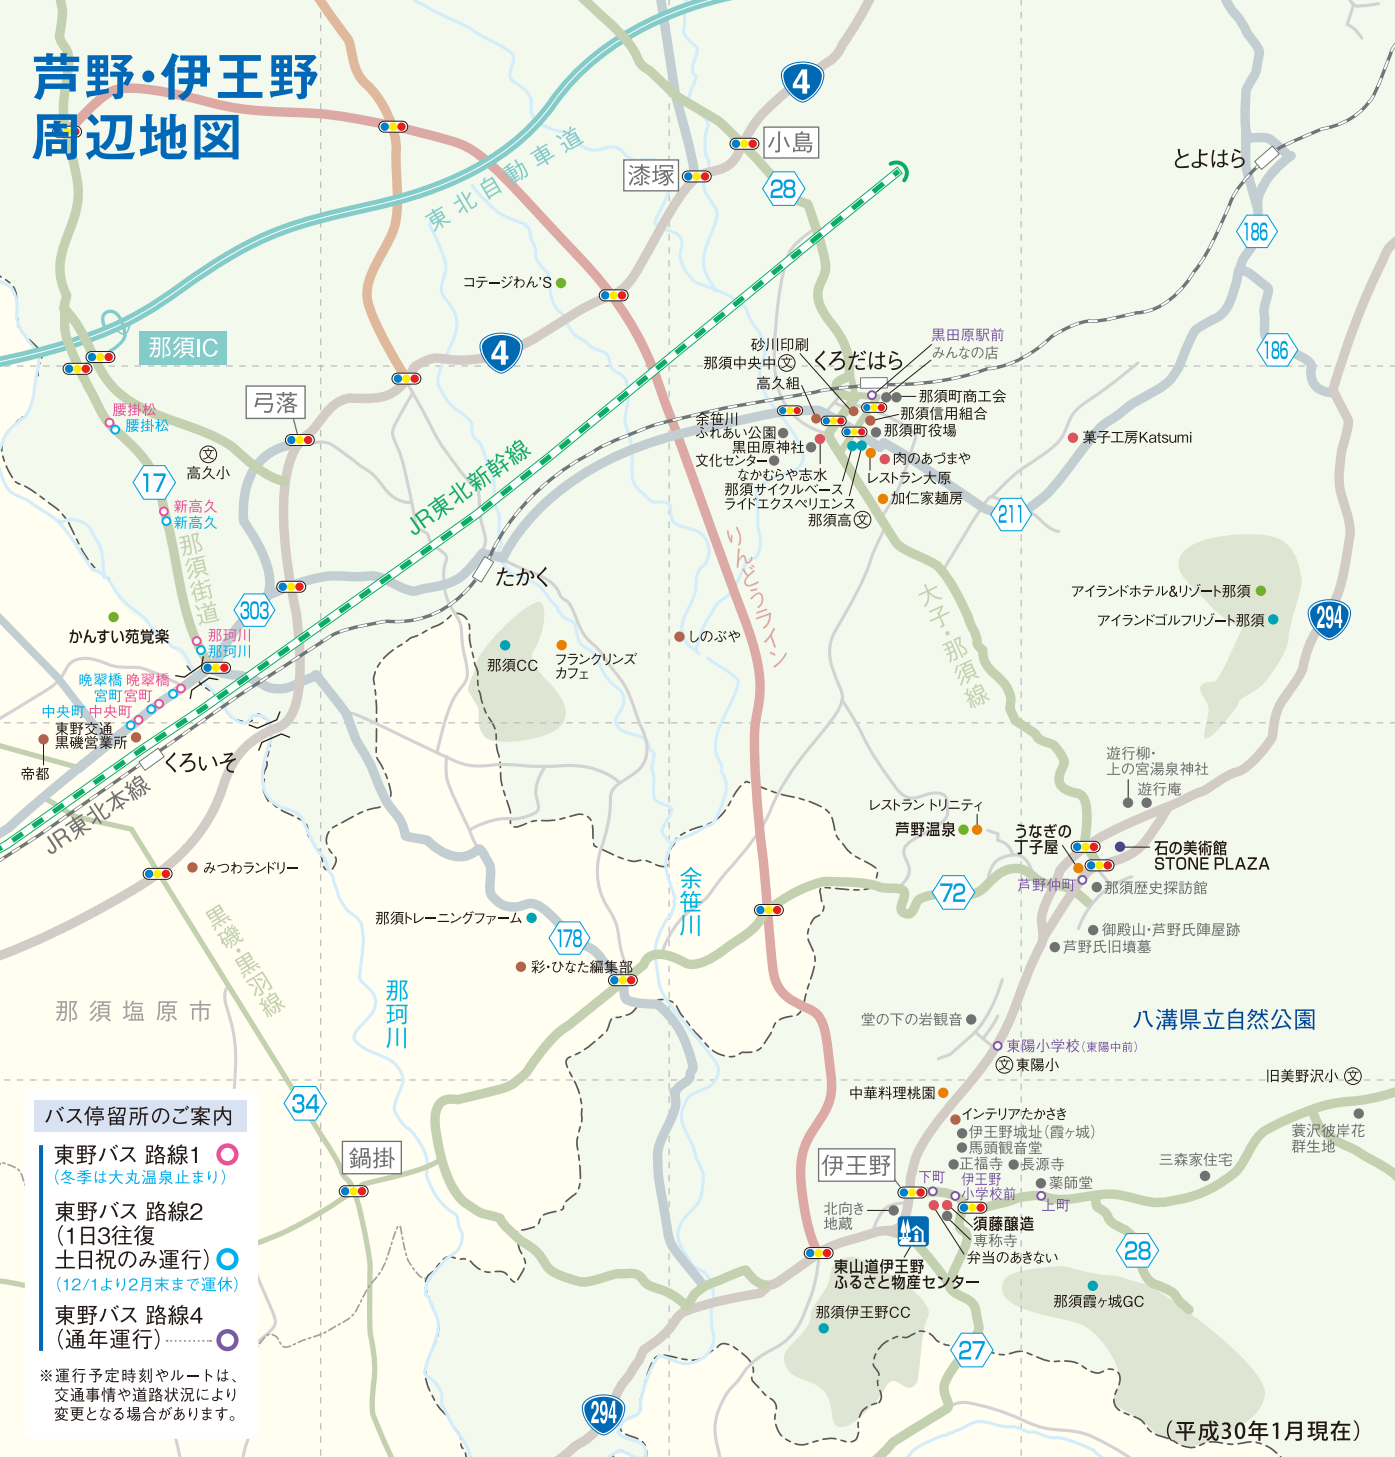 芦野・伊王野
周辺地図
4
小島
漆塚
28
とよはら
186
東北自動車道
コテージわん'S
那須IC
4
弓落
腰掛松
腰掛松
文
高久小
17
新高久
新高久
那須街道
303
JR東北新幹線
たかく
砂川印刷
那須中央中 文
くろだはら
高久組
黒田原駅前
みんなの店
那須町商工会
那須信用組合
那須町役場
余笹川
ふれあい公園
黒田原神社
文化センター
なかむらや志水
那須サイクルベース
ライドエクスペリエンス
那須高 文
肉のあづまや
レストラン大原
加仁家麺房
186
菓子工房Katsumi
211
りんどうライン
大子・那須線
アイランドホテル&リゾート那須
アイランドゴルフリゾート那須
294
かんすい苑覚楽
那珂川
那珂川
晩翠橋 晩翠橋
宮町 宮町
中央町 中央町
東野交通
黒磯営業所
帝都
くろいそ
JR東北本線
那須CC
フランクリンズ
カフェ
しのぶや
遊行柳・
上の宮湯泉神社
遊行庵
レストラン トリニティ
芦野温泉
うなぎの
丁子屋
石の美術館
STONE PLAZA
芦野仲町
那須歴史探訪館
72
御殿山・芦野氏陣屋跡
芦野氏旧墳墓
みつわランドリー
黒磯・黒羽線
那須トレーニングファーム
178
余笹川
彩・ひなた編集部
那珂川
那須塩原市
堂の下の岩観音
八溝県立自然公園
東陽小学校(東陽中前)
文 東陽小
旧美野沢小 文
中華料理桃園
34
インテリアたかさき
伊王野城址(霞ヶ城)
馬頭観音堂
正福寺
長源寺
蓑沢彼岸花
群生地
三森家住宅
鍋掛
伊王野
下町
伊王野
小学校前
薬師堂
上町
北向き
地蔵
須藤醸造
専称寺
弁当のあきない
東山道伊王野
ふるさと物産センター
28
那須霞ヶ城GC
那須伊王野CC
27
294
バス停留所のご案内
東野バス 路線1
(冬季は大丸温泉止まり)
東野バス 路線2
(1日3往復
土日祝のみ運行)
(12/1より2月末まで運休)
東野バス 路線4
(通年運行)
※運行予定時刻やルートは、
交通事情や道路状況により
変更となる場合があります。
(平成30年1月現在)